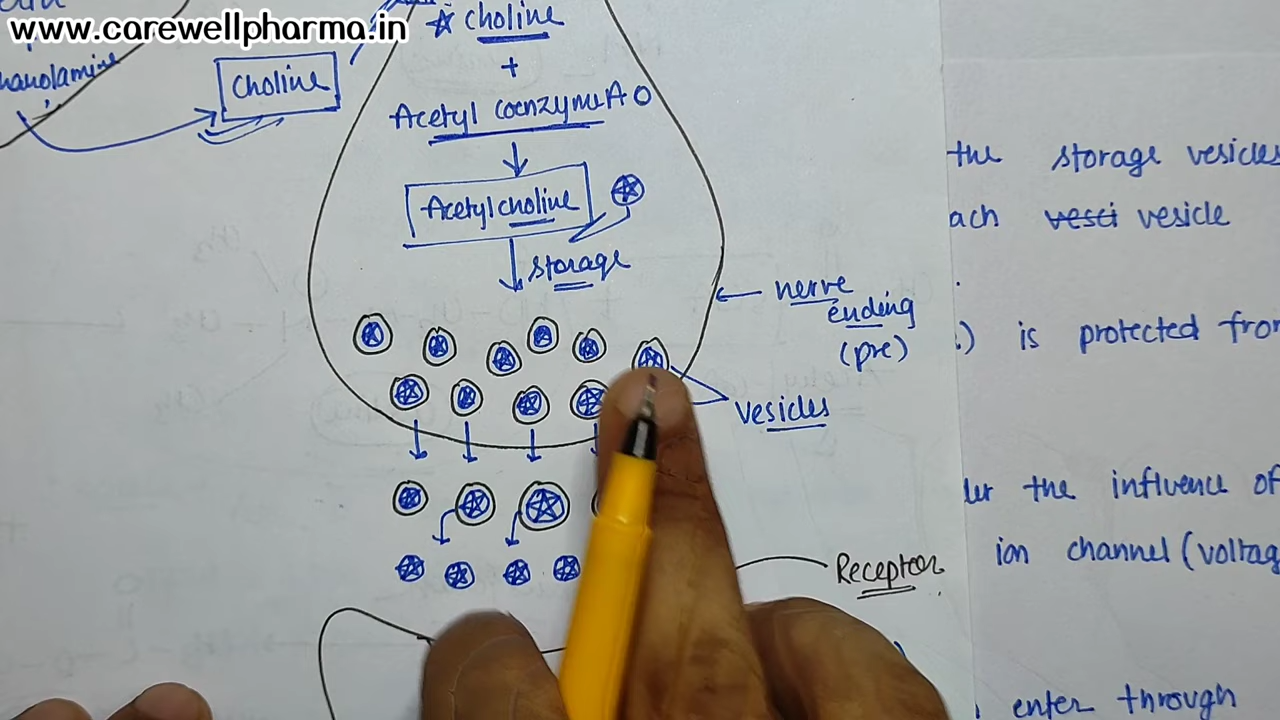 www.carewellpharma.in
choline
+
Acetyl coenzyme A
Choline
Acetylcholine
storage
nerve
ending
(pre)
vesicles
Receptor
the storage vesicles
ach vesci vesicle
.) is protected from
the influence of
ion channel (voltag
enter through